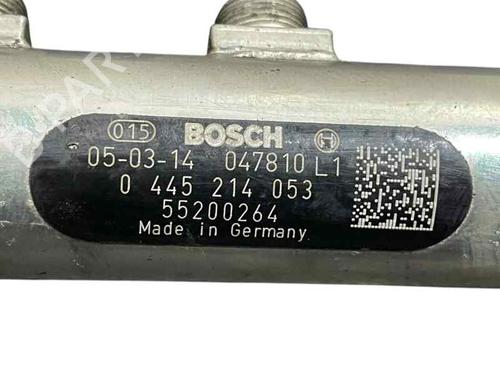 015 BOSCH
05-03-14 047810 L1
0 445 214 053
55200264
Made in Germany